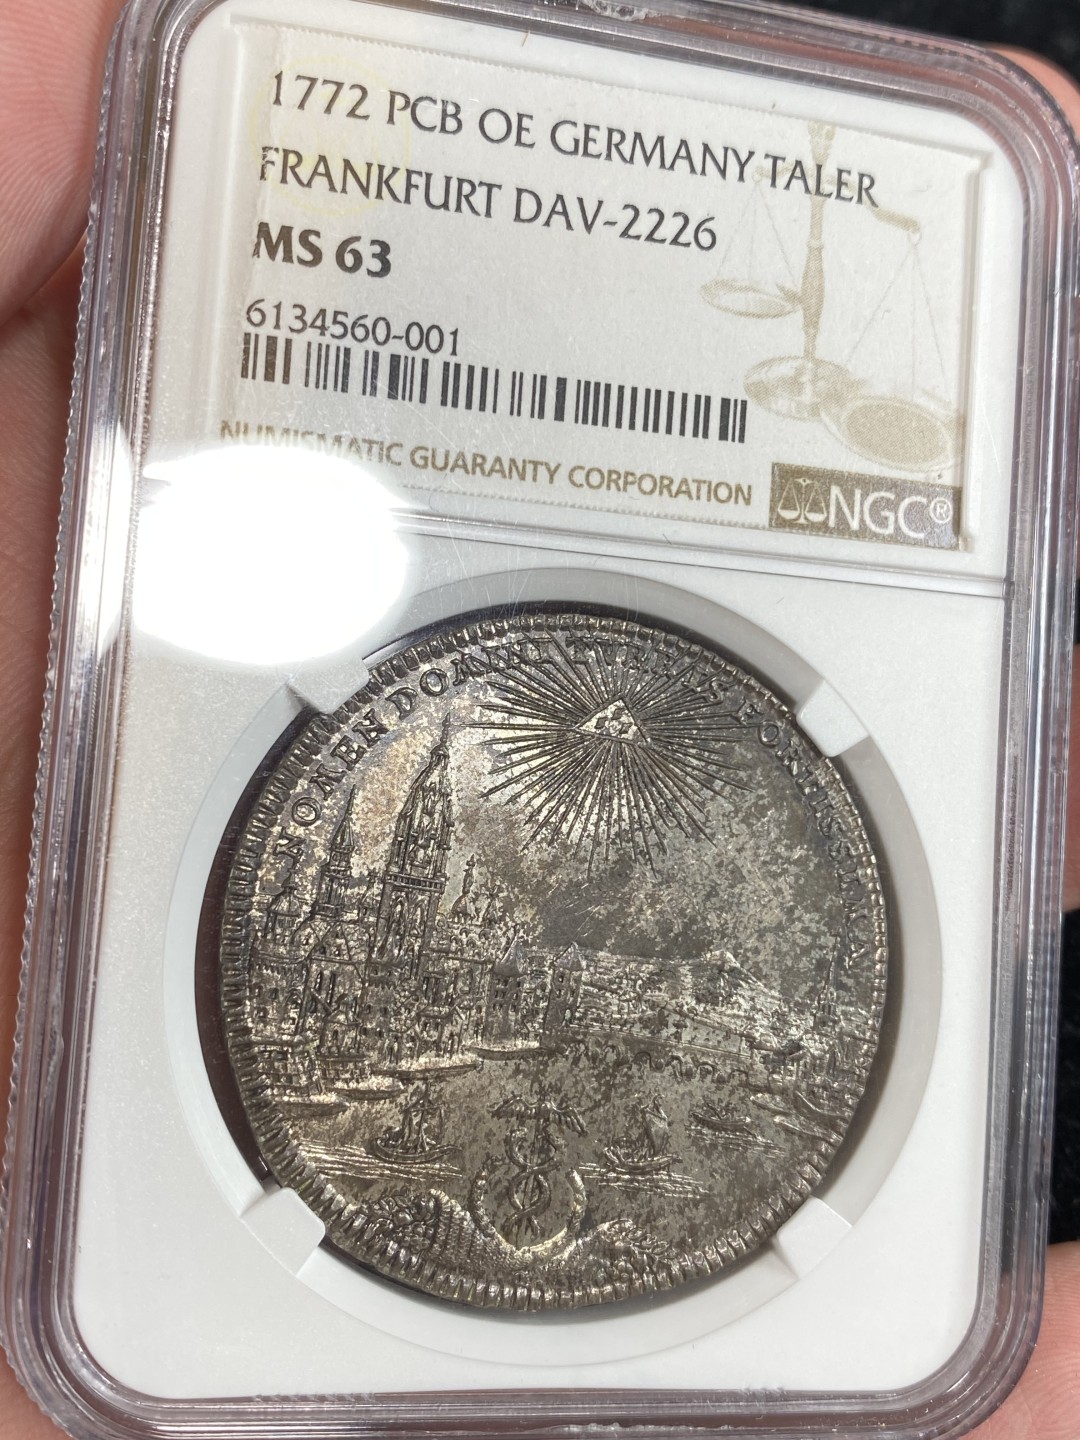 1772 PCB OE GERMANY TALER
FRANKFURT DAV-2226
MS 63
6134560-001
NUMISMATIC GUARANTY CORPORATION
NGC®
NOMEN DOMINI TURRIS FORTISSIMA